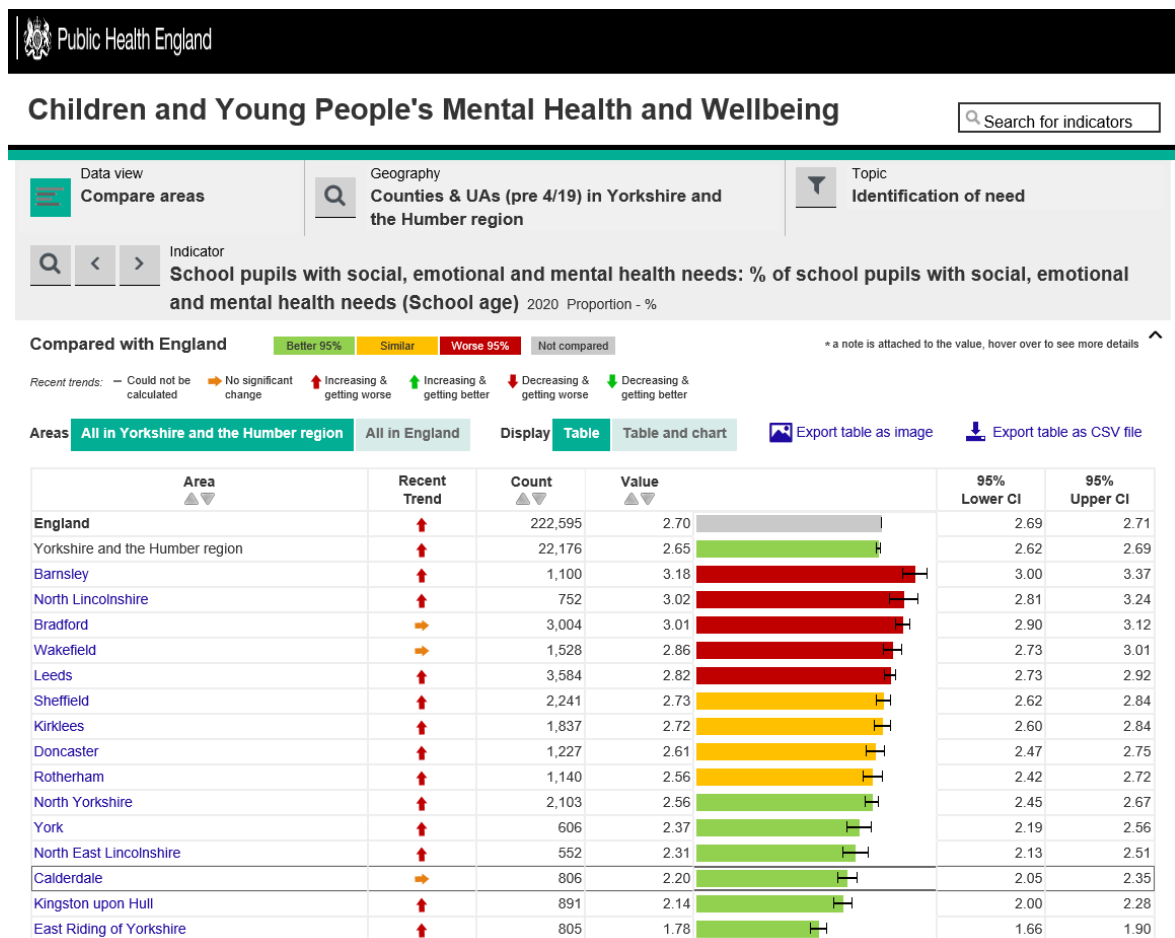 Public Health England
Children and Young People's Mental Health and Wellbeing
Search for indicators
Data view
Compare areas
Geography
Counties & UAs (pre 4/19) in Yorkshire and
the Humber region
Topic
Identification of need
Indicator
School pupils with social, emotional and mental health needs: % of school pupils with social, emotional
and mental health needs (School age) 2020 Proportion - %
Compared with England Better 95% Similar Worse 95% Not compared * a note is attached to the value, hover over to see more details
Recent trends: – Could not be calculated No significant change Increasing & getting worse Increasing & getting better Decreasing & getting worse Decreasing & getting better
Areas All in Yorkshire and the Humber region All in England Display Table Table and chart Export table as image Export table as CSV file
Area Recent Trend Count Value 95% Lower CI 95% Upper CI
England 222,595 2.70 2.69 2.71
Yorkshire and the Humber region 22,176 2.65 2.62 2.69
Barnsley 1,100 3.18 3.00 3.37
North Lincolnshire 752 3.02 2.81 3.24
Bradford 3,004 3.01 2.90 3.12
Wakefield 1,528 2.86 2.73 3.01
Leeds 3,584 2.82 2.73 2.92
Sheffield 2,241 2.73 2.62 2.84
Kirklees 1,837 2.72 2.60 2.84
Doncaster 1,227 2.61 2.47 2.75
Rotherham 1,140 2.56 2.42 2.72
North Yorkshire 2,103 2.56 2.45 2.67
York 606 2.37 2.19 2.56
North East Lincolnshire 552 2.31 2.13 2.51
Calderdale 806 2.20 2.05 2.35
Kingston upon Hull 891 2.14 2.00 2.28
East Riding of Yorkshire 805 1.78 1.66 1.90